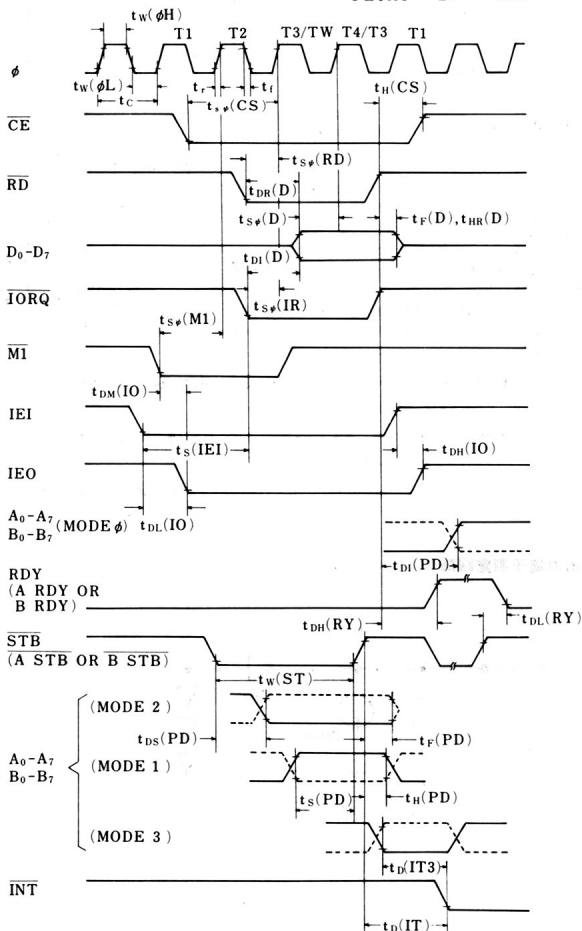 tW(φH)
T1 T2 T3/TW T4/T3 T1
φ
tW(φL) tr tf tH(CS)
tC tsφ(CS)
CE
tSφ(RD)
RD
tDR(D)
tSφ(D) tF(D),tHR(D)
D0-D7
tDI(D)
IORQ
tSφ(IR)
tSφ(M1)
M1
tDM(IO)
IEI
tS(IEI) tDH(IO)
IEO
A0-A7
B0-B7 (MODE φ) tDL(IO)
tDI(PD)
RDY
(A RDY OR
B RDY)
tDH(RY) tDL(RY)
STB
(A STB OR B STB)
tW(ST)
(MODE 2)
tDS(PD) tF(PD)
A0-A7
B0-B7
(MODE 1)
tS(PD) tH(PD)
(MODE 3)
tD(IT3)
INT
tD(IT)